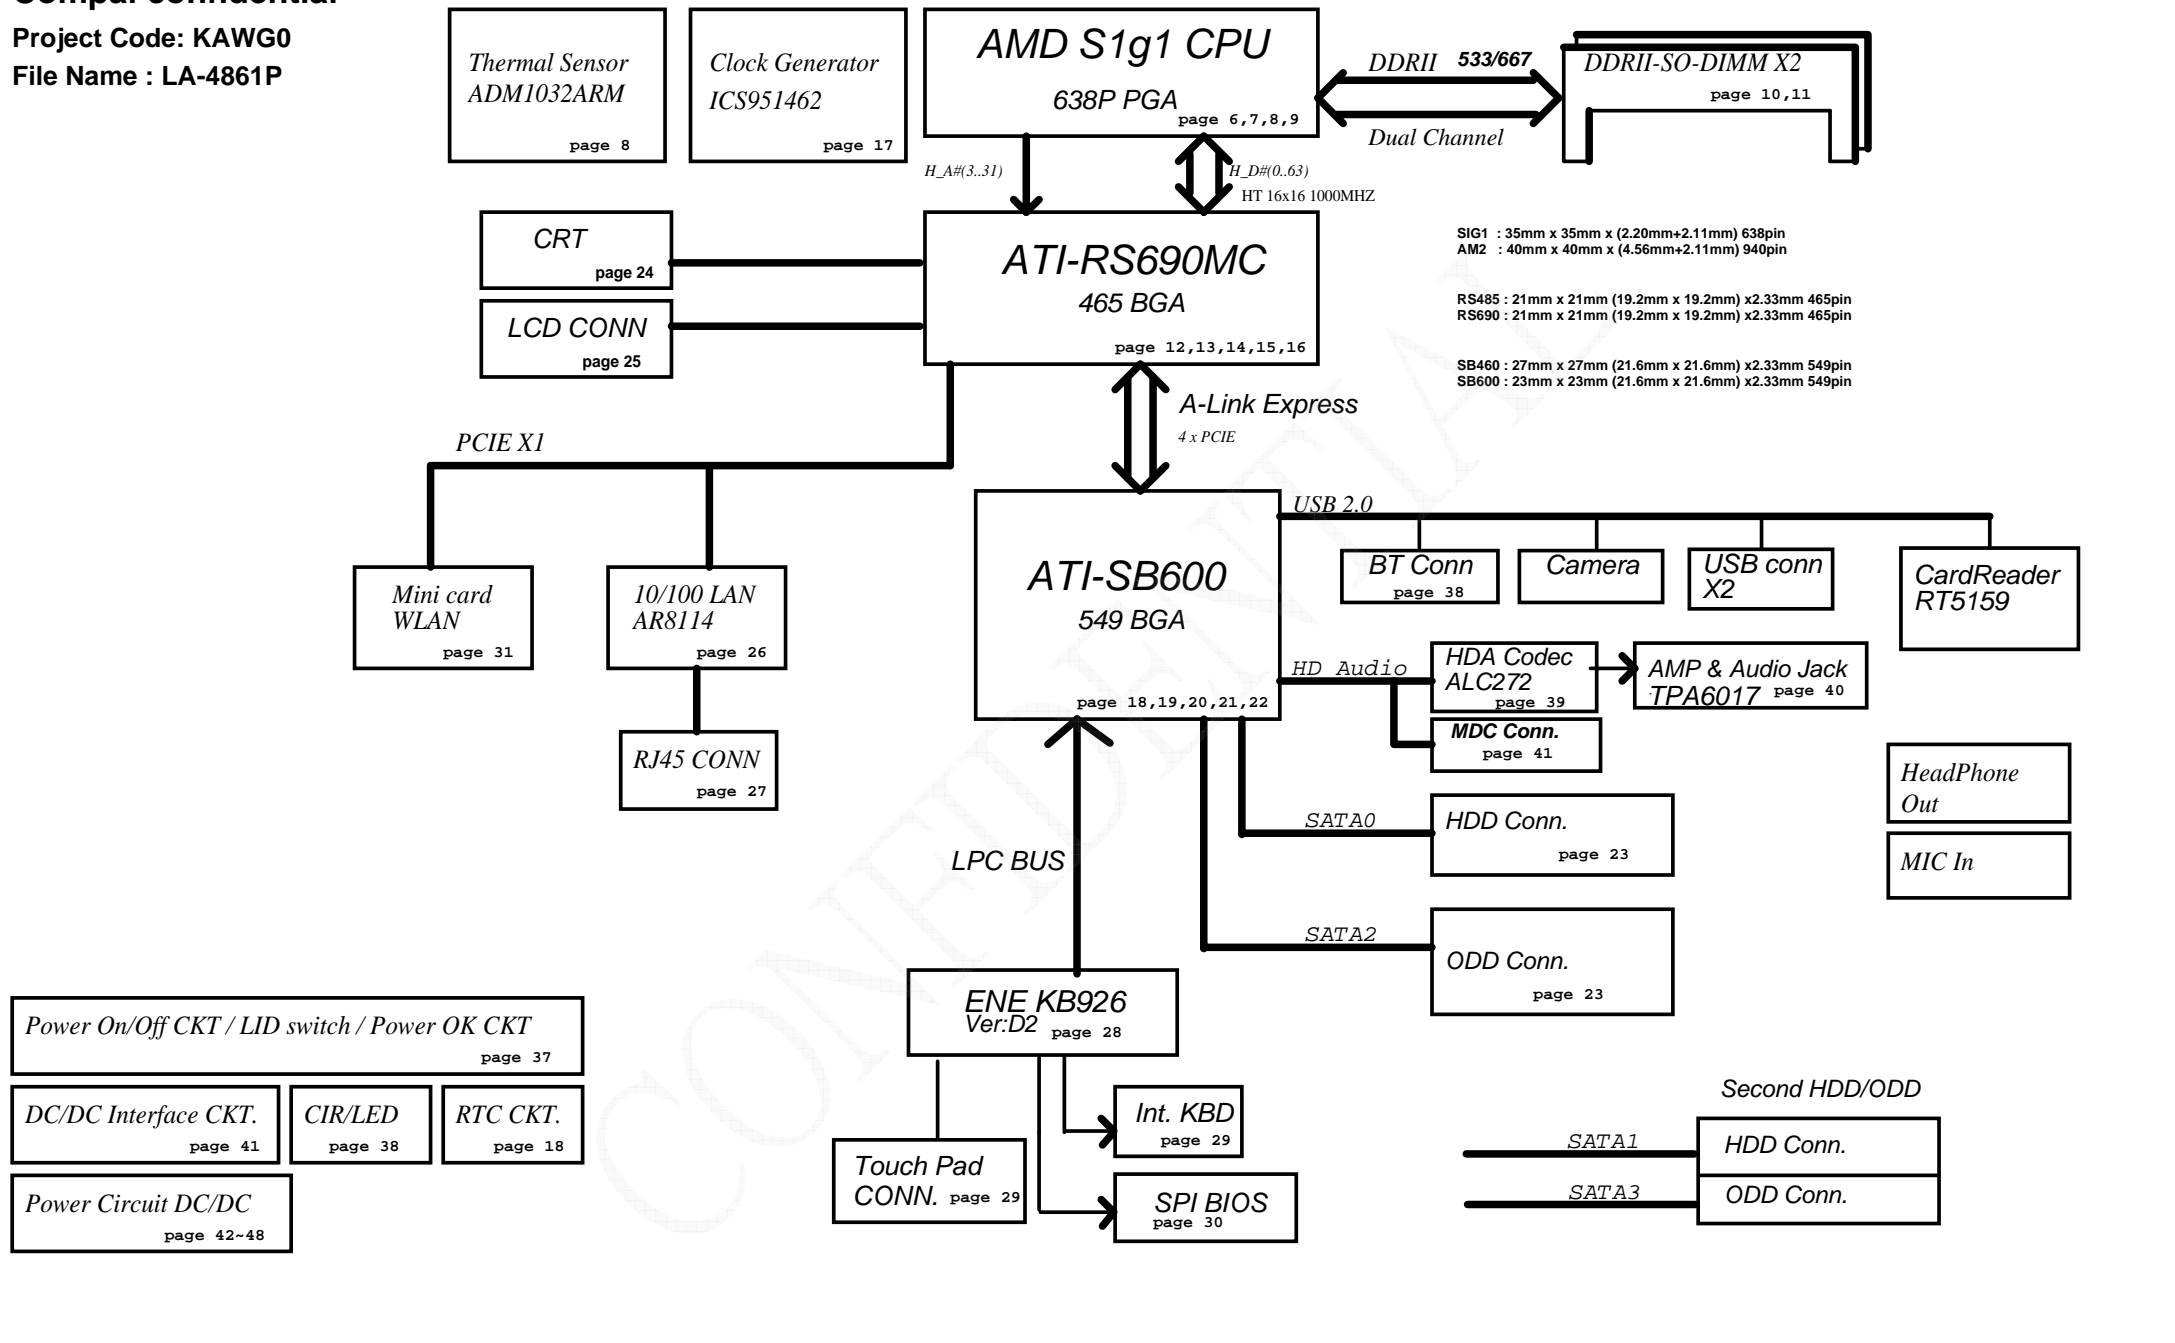 Compal confidential
Project Code: KAWG0
File Name : LA-4861P
Thermal Sensor
ADM1032ARM
page 8
Clock Generator
ICS951462
page 17
AMD S1g1 CPU
638P PGA
page 6,7,8,9
DDRII 533/667
Dual Channel
DDRII-SO-DIMM X2
page 10,11
H_A#(3..31)
H_D#(0..63)
HT 16x16 1000MHZ
CRT
page 24
LCD CONN
page 25
ATI-RS690MC
465 BGA
page 12,13,14,15,16
SIG1 : 35mm x 35mm x (2.20mm+2.11mm) 638pin
AM2 : 40mm x 40mm x (4.56mm+2.11mm) 940pin
RS485 : 21mm x 21mm (19.2mm x 19.2mm) x2.33mm 465pin
RS690 : 21mm x 21mm (19.2mm x 19.2mm) x2.33mm 465pin
SB460 : 27mm x 27mm (21.6mm x 21.6mm) x2.33mm 549pin
SB600 : 23mm x 23mm (21.6mm x 21.6mm) x2.33mm 549pin
A-Link Express
4 x PCIE
PCIE X1
Mini card
WLAN
page 31
10/100 LAN
AR8114
page 26
RJ45 CONN
page 27
ATI-SB600
549 BGA
page 18,19,20,21,22
USB 2.0
BT Conn
page 38
Camera
USB conn
X2
CardReader
RT5159
HD Audio
HDA Codec
ALC272
page 39
AMP & Audio Jack
TPA6017 page 40
MDC Conn.
page 41
HeadPhone
Out
MIC In
SATA0
HDD Conn.
page 23
SATA2
ODD Conn.
page 23
LPC BUS
ENE KB926
Ver:D2 page 28
Int. KBD
page 29
Touch Pad
CONN. page 29
SPI BIOS
page 30
Power On/Off CKT / LID switch / Power OK CKT
page 37
DC/DC Interface CKT.
page 41
CIR/LED
page 38
RTC CKT.
page 18
Power Circuit DC/DC
page 42~48
Second HDD/ODD
SATA1
HDD Conn.
SATA3
ODD Conn.
CONFIDENTIAL